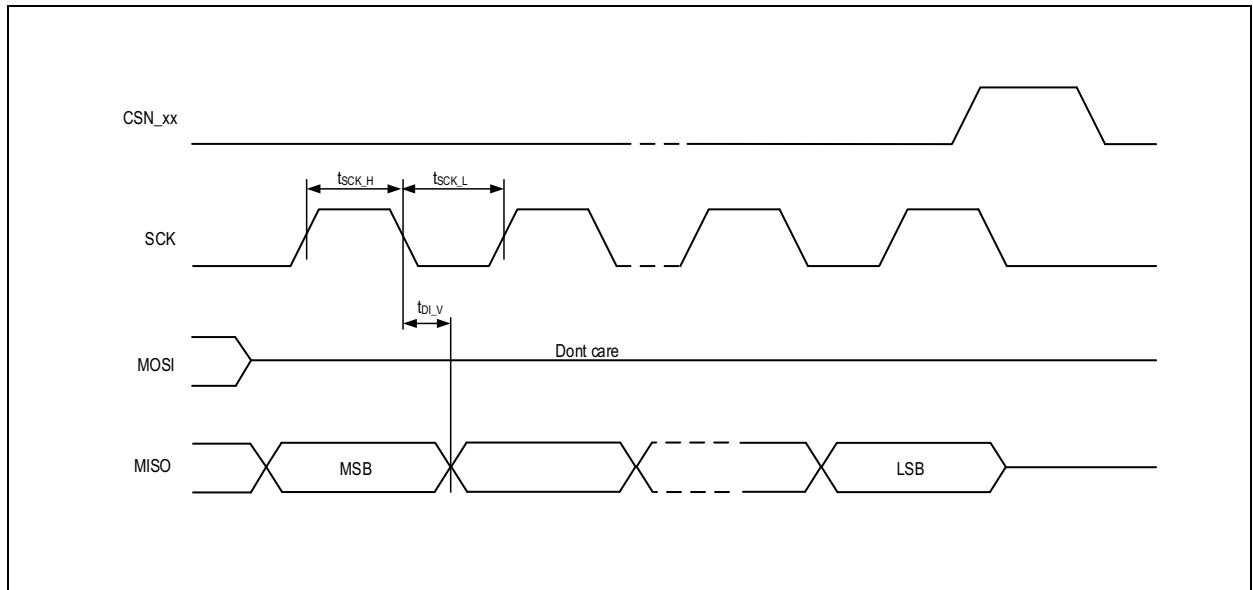 CSN_xx
tSCK_H tSCK_L
SCK
tDI_V
Dont care
MOSI
MISO MSB LSB